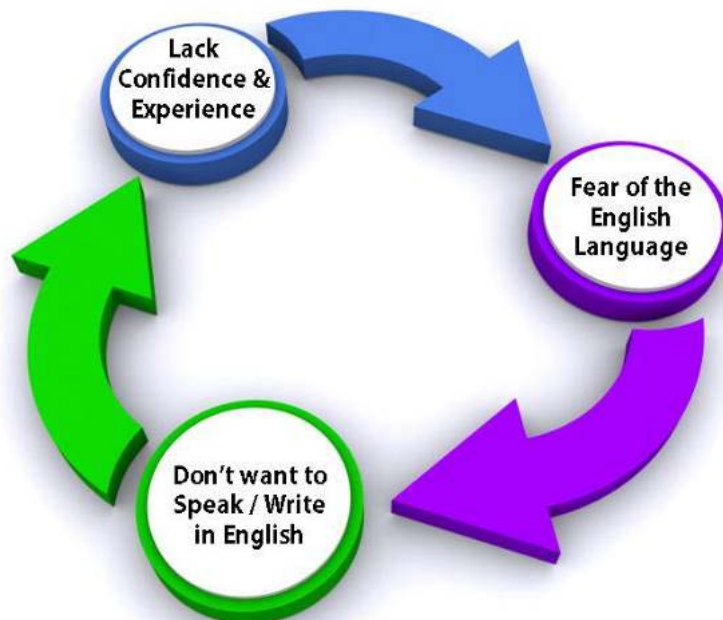 Lack
Confidence &
Experience
Fear of the
English
Language
Don't want to
Speak / Write
in English